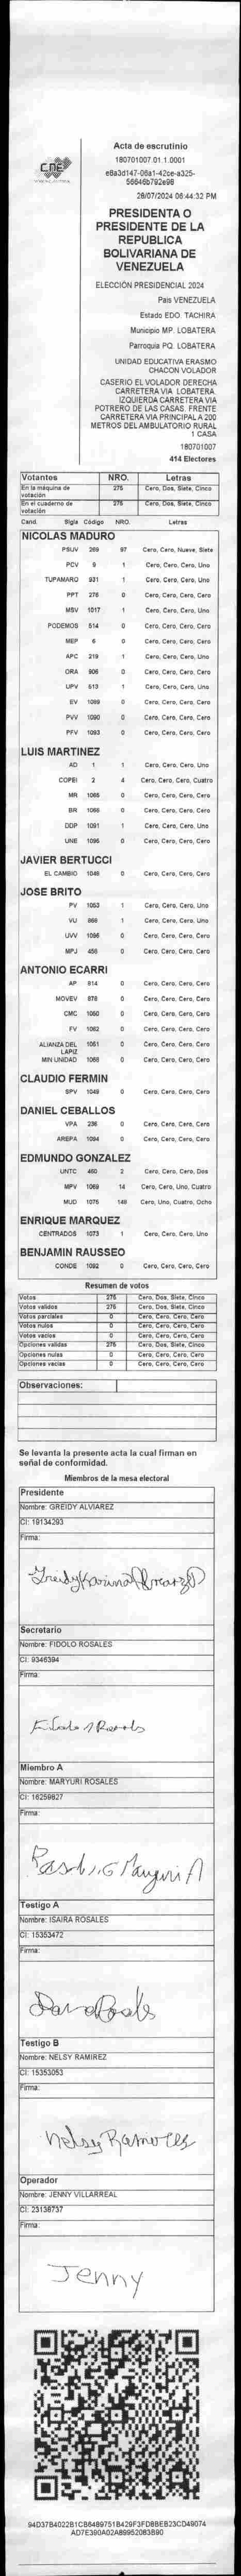 CNE
Acta de escrutinio
180701007.01.1.0001
e8a3d147-08a1-42ce-a325-
56646b792e98
28/07/2024 06:44:32 PM
PRESIDENTA O
PRESIDENTE DE LA
REPUBLICA
BOLIVARIANA DE
VENEZUELA
ELECCIÓN PRESIDENCIAL 2024
Pais VENEZUELA
Estado EDO. TACHIRA
Municipio MP. LOBATERA
Parroquia PQ. LOBATERA
UNIDAD EDUCATIVA ERASMO
CHACON VOLADOR
CASERIO EL VOLADOR DERECHA
CARRETERA VIA LOBATERA.
IZQUIERDA CARRETERA VIA
POTRERO DE LAS CASAS. FRENTE
CARRETERA VIA PRINCIPAL A 200
METROS DEL AMBULATORIO RURAL
1 CASA
180701007
414 Electores
Votantes NRO. Letras
En la máquina de votación 275 Cero, Dos, Siete, Cinco
En el cuaderno de votación 275 Cero, Dos, Siete, Cinco
Cand. Sigla Código NRO. Letras
NICOLAS MADURO
PSUV 269 97 Cero, Cero, Nueve, Siete
PCV 9 1 Cero, Cero, Cero, Uno
TUPAMARO 931 1 Cero, Cero, Cero, Uno
PPT 276 0 Cero, Cero, Cero, Cero
MSV 1017 1 Cero, Cero, Cero, Uno
PODEMOS 514 0 Cero, Cero, Cero, Cero
MEP 6 0 Cero, Cero, Cero, Cero
APC 219 1 Cero, Cero, Cero, Uno
ORA 906 0 Cero, Cero, Cero, Cero
UPV 513 1 Cero, Cero, Cero, Uno
EV 1089 0 Cero, Cero, Cero, Cero
PVV 1090 0 Cero, Cero, Cero, Cero
PFV 1093 0 Cero, Cero, Cero, Cero
LUIS MARTINEZ
AD 1 1 Cero, Cero, Cero, Uno
COPEI 2 4 Cero, Cero, Cero, Cuatro
MR 1065 0 Cero, Cero, Cero, Cero
BR 1066 0 Cero, Cero, Cero, Cero
DDP 1091 1 Cero, Cero, Cero, Uno
UNE 1095 0 Cero, Cero, Cero, Cero
JAVIER BERTUCCI
EL CAMBIO 1046 0 Cero, Cero, Cero, Cero
JOSE BRITO
PV 1053 1 Cero, Cero, Cero, Uno
VU 868 1 Cero, Cero, Cero, Uno
UVV 1096 0 Cero, Cero, Cero, Cero
MPJ 456 0 Cero, Cero, Cero, Cero
ANTONIO ECARRI
AP 814 0 Cero, Cero, Cero, Cero
MOVEV 878 0 Cero, Cero, Cero, Cero
CMC 1050 0 Cero, Cero, Cero, Cero
FV 1062 0 Cero, Cero, Cero, Cero
ALIANZA DEL LAPIZ 1051 0 Cero, Cero, Cero, Cero
MIN UNIDAD 1068 0 Cero, Cero, Cero, Cero
CLAUDIO FERMIN
SPV 1048 0 Cero, Cero, Cero, Cero
DANIEL CEBALLOS
VPA 236 0 Cero, Cero, Cero, Cero
AREPA 1094 0 Cero, Cero, Cero, Cero
EDMUNDO GONZALEZ
UNTC 460 2 Cero, Cero, Cero, Dos
MPV 1069 14 Cero, Cero, Uno, Cuatro
MUD 1076 148 Cero, Uno, Cuatro, Ocho
ENRIQUE MARQUEZ
CENTRADOS 1073 1 Cero, Cero, Cero, Uno
BENJAMIN RAUSSEO
CONDE 1092 0 Cero, Cero, Cero, Cero
Resumen de votos
Votos 275 Cero, Dos, Siete, Cinco
Votos validos 275 Cero, Dos, Siete, Cinco
Votos parciales 0 Cero, Cero, Cero, Cero
Votos nulos 0 Cero, Cero, Cero, Cero
Votos vacios 0 Cero, Cero, Cero, Cero
Opciones validas 275 Cero, Dos, Siete, Cinco
Opciones nulas 0 Cero, Cero, Cero, Cero
Opciones vacias 0 Cero, Cero, Cero, Cero
Observaciones:
Se levanta la presente acta la cual firman en
señal de conformidad.
Miembros de la mesa electoral
Presidente
Nombre: GREIDY ALVIAREZ
CI: 19134293
Firma:
Secretario
Nombre: FIDOLO ROSALES
CI: 9346394
Firma:
Miembro A
Nombre: MARYURI ROSALES
CI: 16259827
Firma:
Testigo A
Nombre: ISAIRA ROSALES
CI: 15353472
Firma:
Testigo B
Nombre: NELSY RAMIREZ
CI: 15353053
Firma:
Nelsy Ramirez
Operador
Nombre: JENNY VILLARREAL
CI: 23138737
Firma:
Jenny
94D37B4022B1CB6489751B429F3FD8BEB23CD49074
AD7E390A02A89952083B90